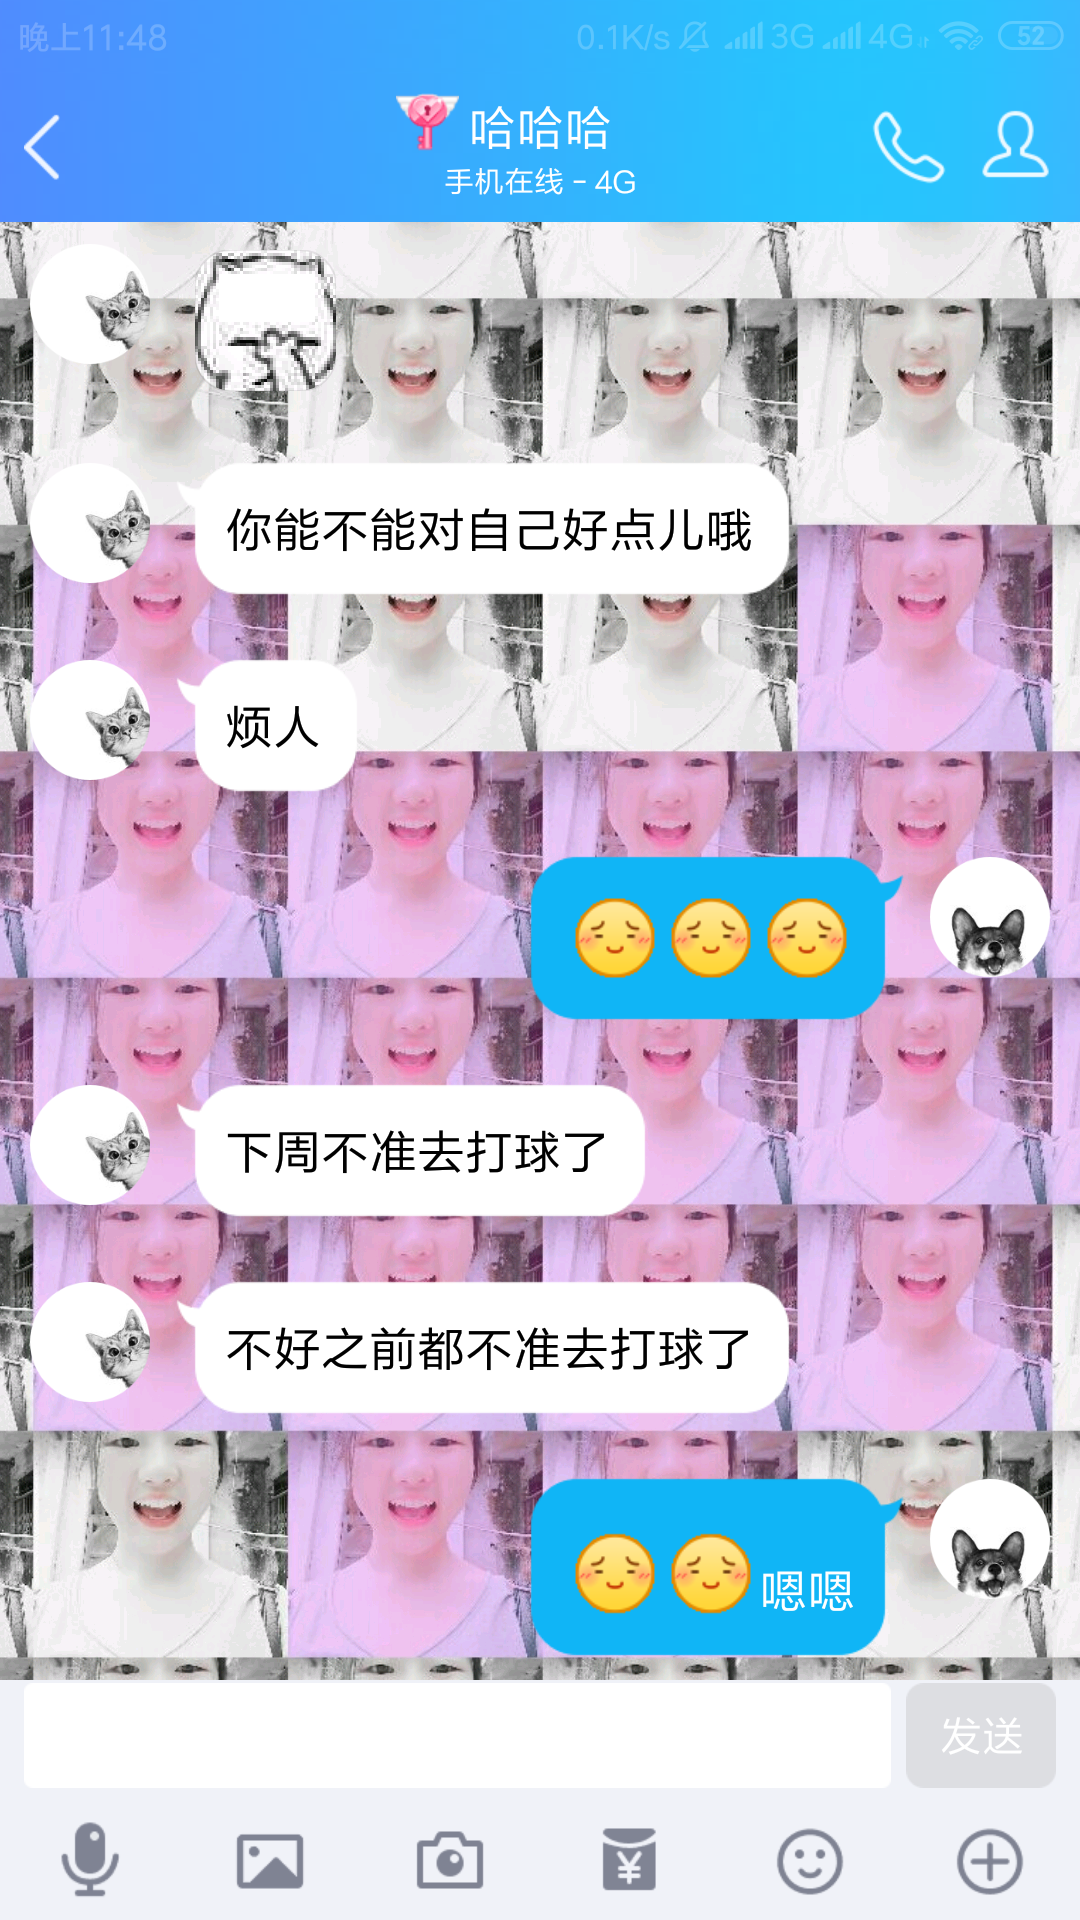 晚上11:48
0.1K/s 3G 4G 52
哈哈哈
手机在线 - 4G
你能不能对自己好点儿哦
烦人
下周不准去打球了
不好之前都不准去打球了
嗯嗯
发送
¥